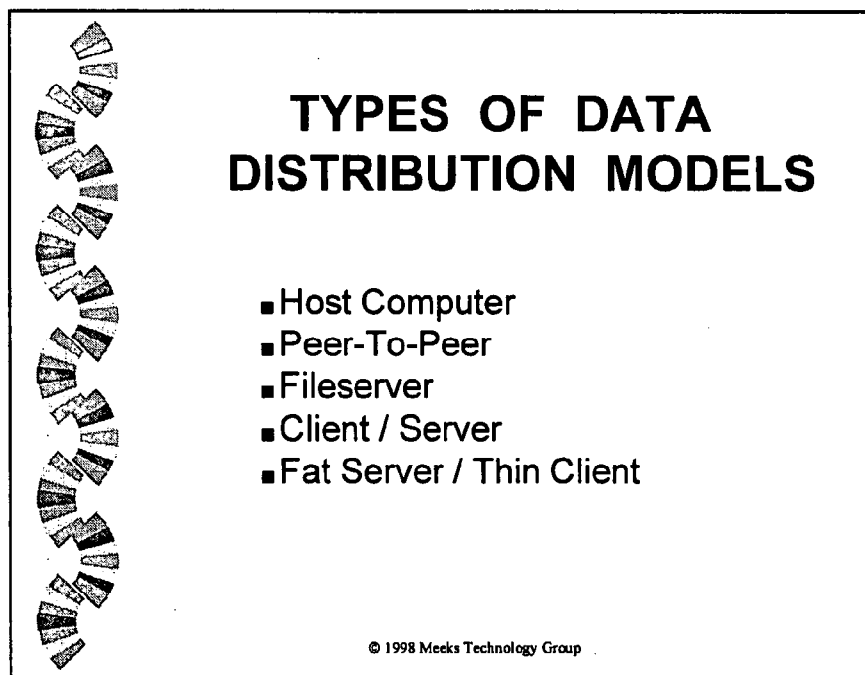 TYPES OF DATA
DISTRIBUTION MODELS
■ Host Computer
■ Peer-To-Peer
■ Fileserver
■ Client / Server
■ Fat Server / Thin Client
© 1998 Meeks Technology Group